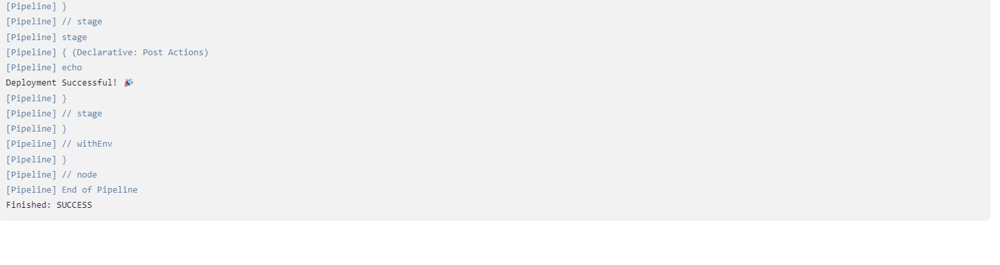 [Pipeline] }
[Pipeline] // stage
[Pipeline] stage
[Pipeline] { (Declarative: Post Actions)
[Pipeline] echo
Deployment Successful! 🎉
[Pipeline] }
[Pipeline] // stage
[Pipeline] }
[Pipeline] // withEnv
[Pipeline] }
[Pipeline] // node
[Pipeline] End of Pipeline
Finished: SUCCESS